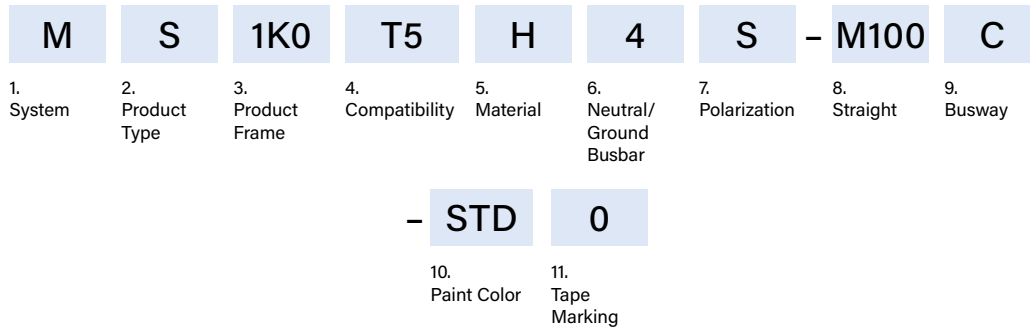 M S 1K0 T5 H 4 S – M100 C
1. 2. 3. 4. 5. 6. 7. 8. 9.
System Product Product Compatibility Material Neutral/ Polarization Straight Busway
Type Frame Ground
Busbar
– STD 0
10. 11.
Paint Color Tape
Marking